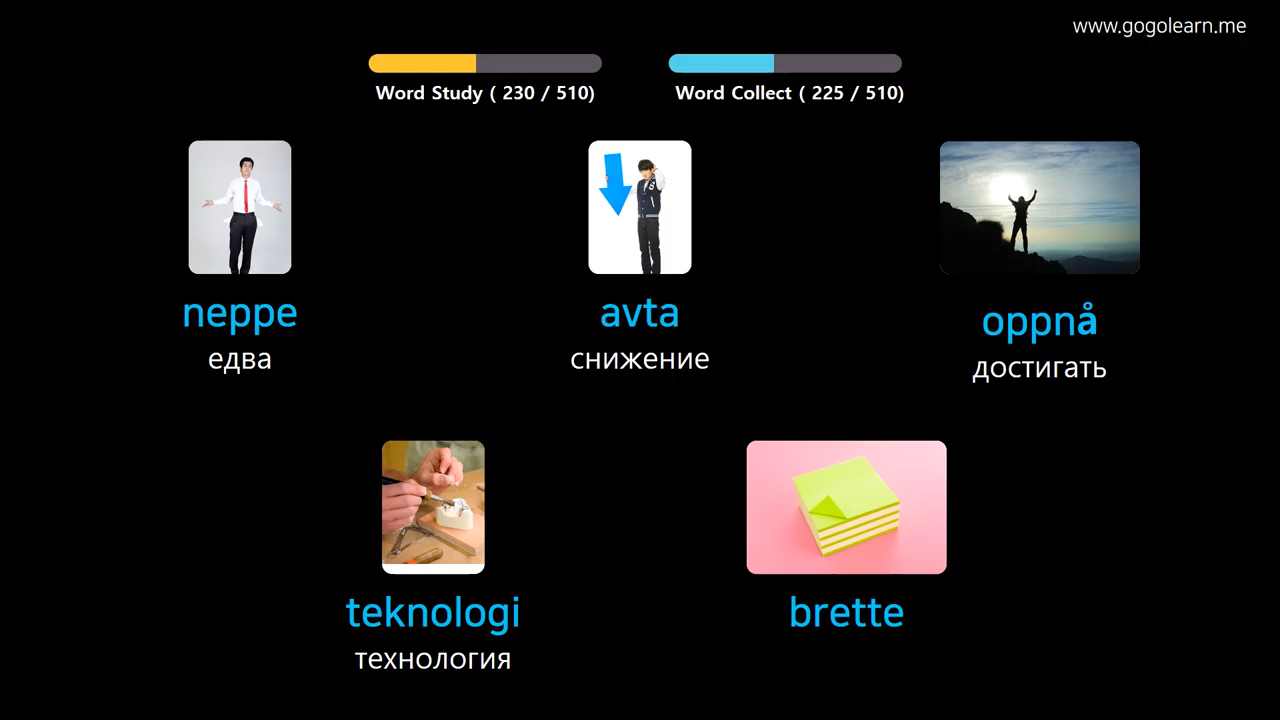 www.gogolearn.me
Word Study ( 230 / 510)
Word Collect ( 225 / 510)
neppe
едва
avta
снижение
oppnå
достигать
teknologi
технология
brette